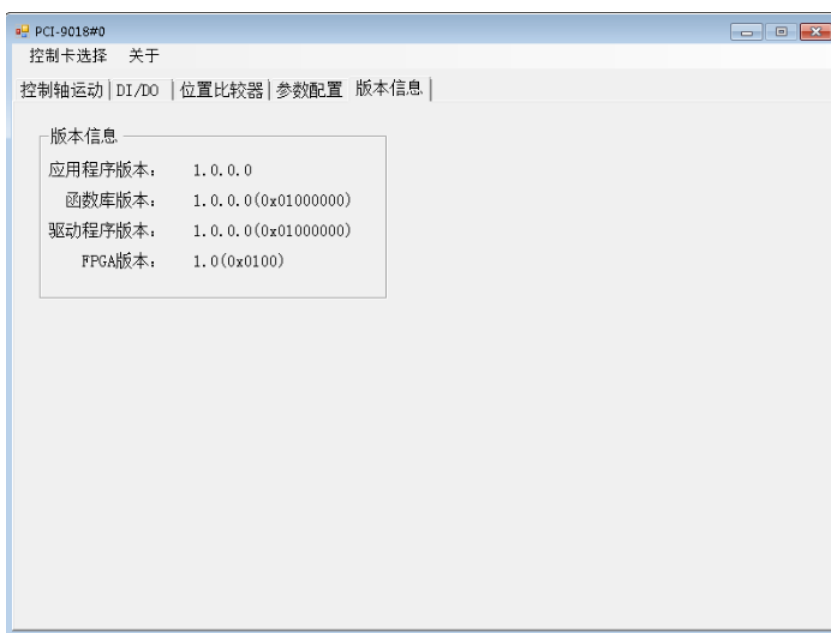 PCI-9018#0
控制卡选择 关于
控制轴运动 DI/DO 位置比较器 参数配置 版本信息
版本信息
应用程序版本： 1.0.0.0
函数库版本： 1.0.0.0(0x01000000)
驱动程序版本： 1.0.0.0(0x01000000)
FPGA版本： 1.0(0x0100)